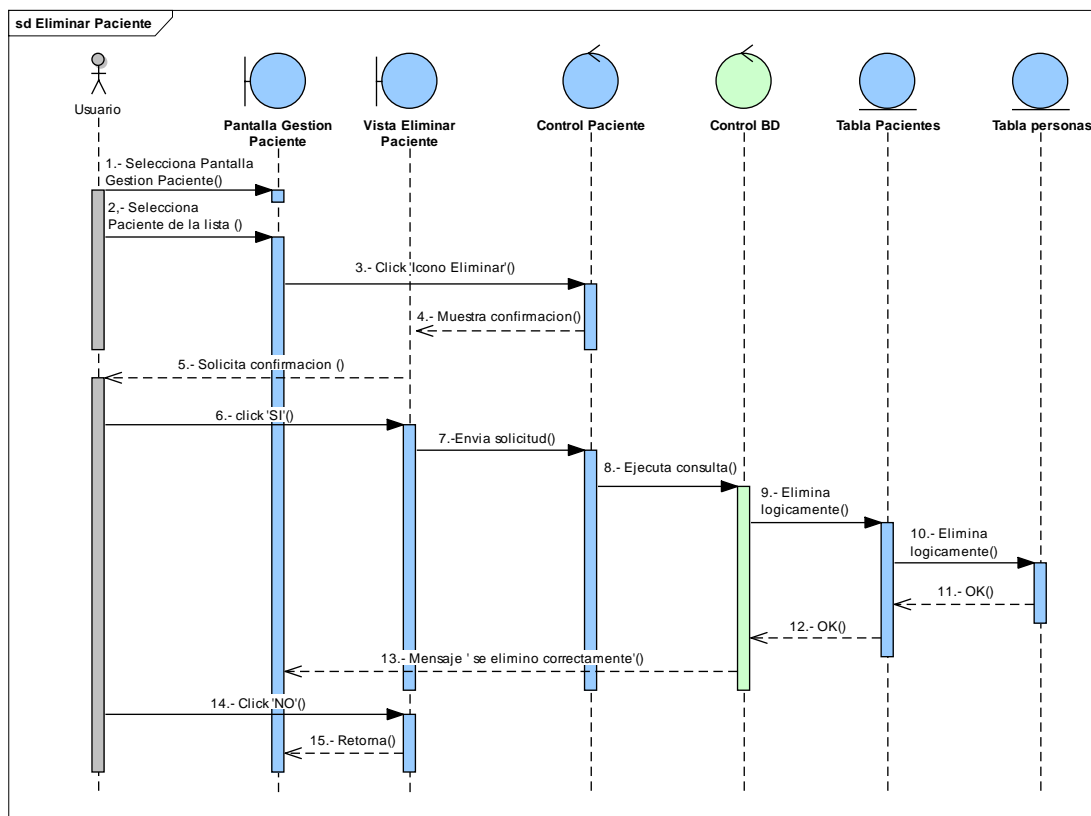 sd Eliminar Paciente
Usuario
Pantalla Gestion
Paciente
Vista Eliminar
Paciente
Control Paciente
Control BD
Tabla Pacientes
Tabla personas
1.- Selecciona Pantalla
Gestion Paciente()
2,- Selecciona
Paciente de la lista ()
3.- Click 'Icono Eliminar'()
4.- Muestra confirmacion()
5.- Solicita confirmacion ()
6.- click 'SI'()
7.-Envia solicitud()
8.- Ejecuta consulta()
9.- Elimina
logicamente()
10.- Elimina
logicamente()
11.- OK()
12.- OK()
13.- Mensaje ' se elimino correctamente'()
14.- Click 'NO'()
15.- Retorna()